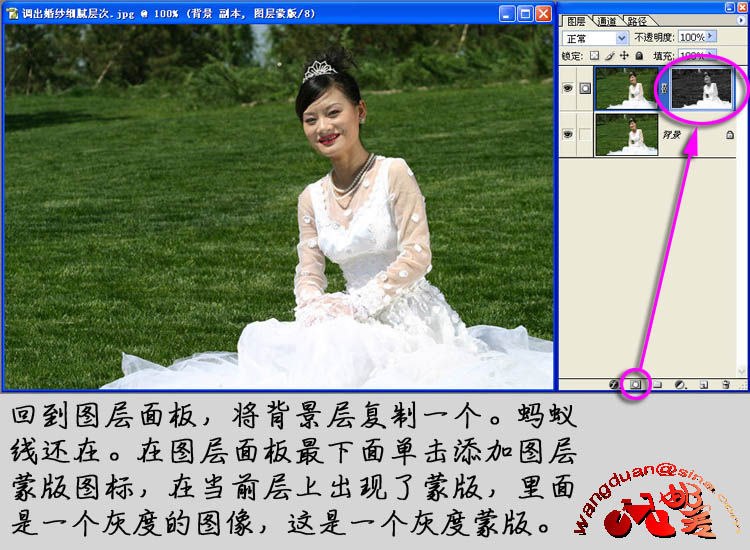 调出婚纱细腻层次.jpg @ 100% (背景 副本, 图层蒙版/8)
图层 通道 路径
正常 不透明度: 100%
锁定: 填充: 100%
背景
回到图层面板，将背景层复制一个。蚂蚁
线还在。在图层面板最下面单击添加图层
蒙版图标，在当前层上出现了蒙版，里面
是一个灰度的图像，这是一个灰度蒙版。
wangduan@sina.com